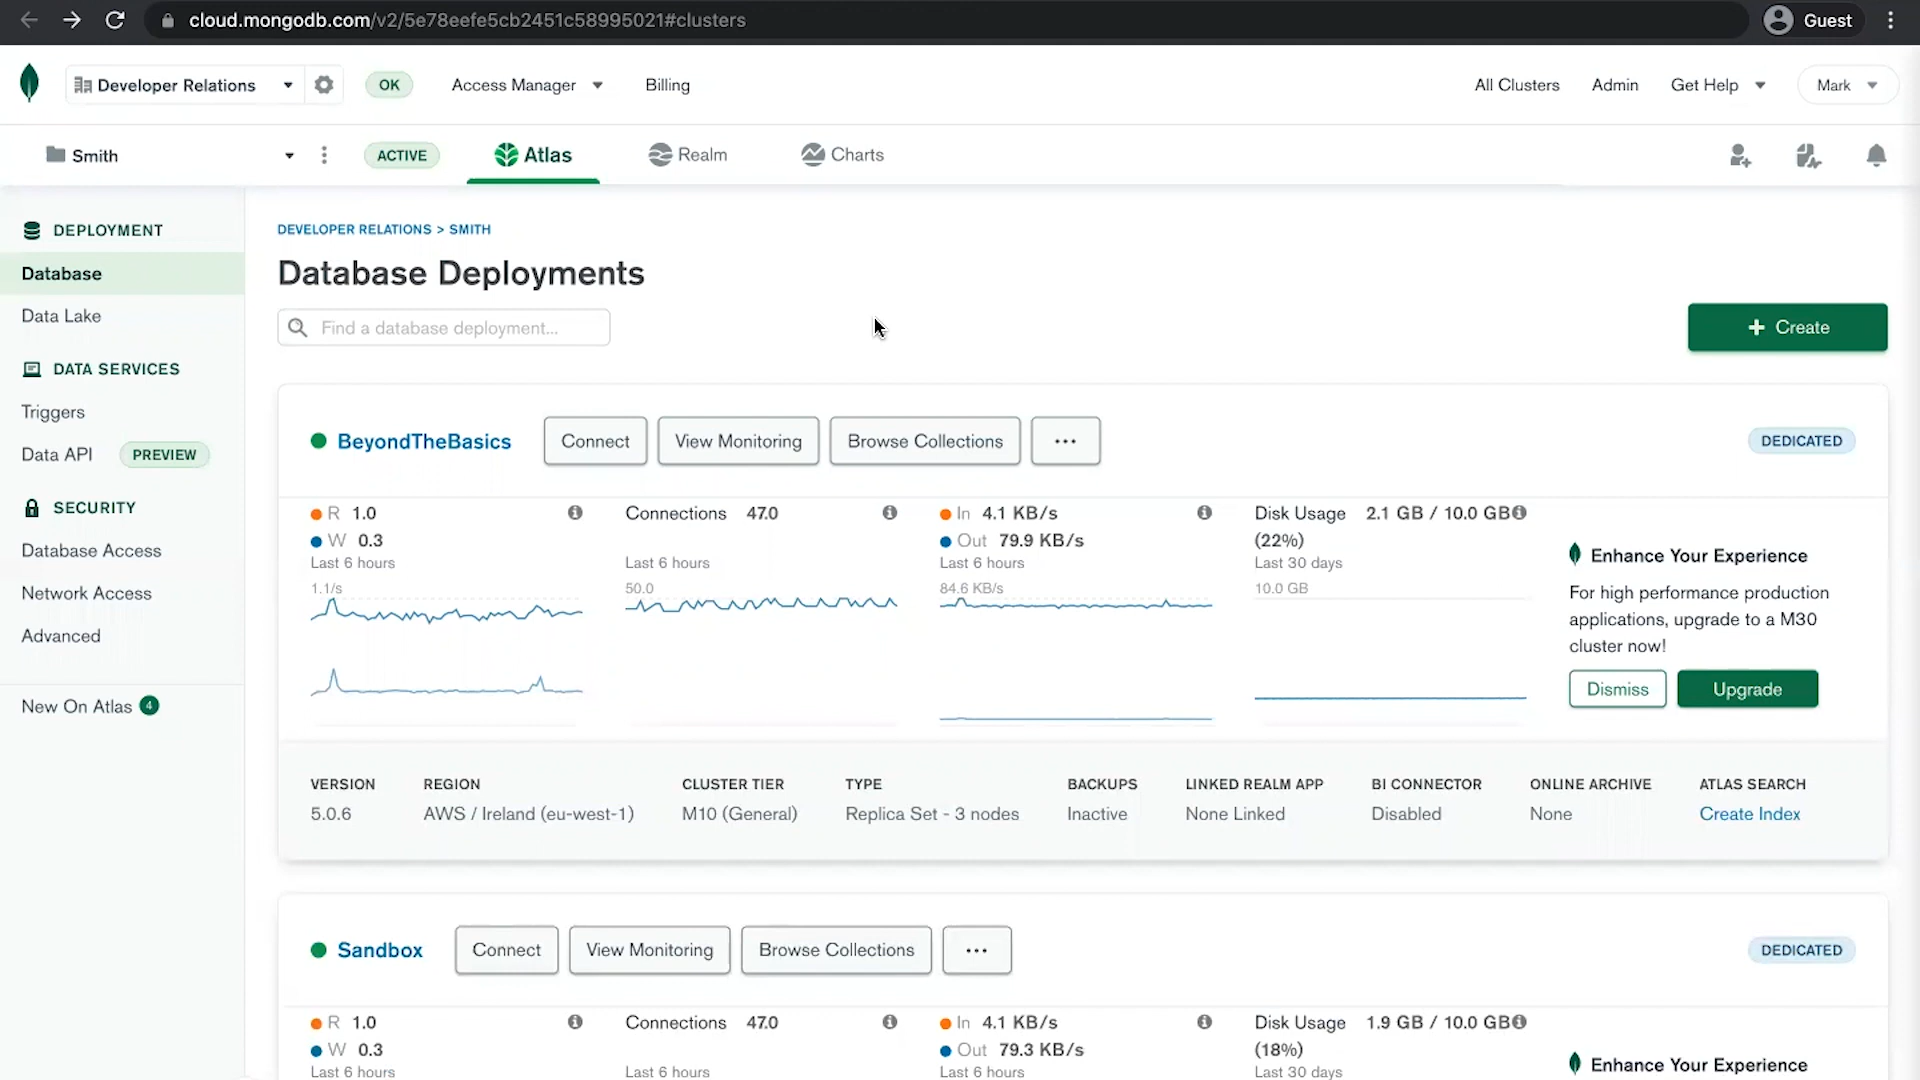 cloud.mongodb.com/v2/5e78eefe5cb2451c58995021#clusters
Guest
Developer Relations
OK
Access Manager
Billing
All Clusters
Admin
Get Help
Mark
Smith
ACTIVE
Atlas
Realm
Charts
DEPLOYMENT
Database
Data Lake
DATA SERVICES
Triggers
Data API PREVIEW
SECURITY
Database Access
Network Access
Advanced
New On Atlas 4
DEVELOPER RELATIONS > SMITH
Database Deployments
Find a database deployment...
+ Create
BeyondTheBasics
Connect
View Monitoring
Browse Collections
...
DEDICATED
R 1.0
W 0.3
Last 6 hours
1.1/s
Connections 47.0
Last 6 hours
50.0
In 4.1 KB/s
Out 79.9 KB/s
Last 6 hours
84.6 KB/s
Disk Usage 2.1 GB / 10.0 GB
(22%)
Last 30 days
10.0 GB
Enhance Your Experience
For high performance production
applications, upgrade to a M30
cluster now!
Dismiss
Upgrade
VERSION
5.0.6
REGION
AWS / Ireland (eu-west-1)
CLUSTER TIER
M10 (General)
TYPE
Replica Set - 3 nodes
BACKUPS
Inactive
LINKED REALM APP
None Linked
BI CONNECTOR
Disabled
ONLINE ARCHIVE
None
ATLAS SEARCH
Create Index
Sandbox
Connect
View Monitoring
Browse Collections
...
DEDICATED
R 1.0
W 0.3
Last 6 hours
Connections 47.0
Last 6 hours
In 4.1 KB/s
Out 79.3 KB/s
Last 6 hours
Disk Usage 1.9 GB / 10.0 GB
(18%)
Last 30 days
Enhance Your Experience